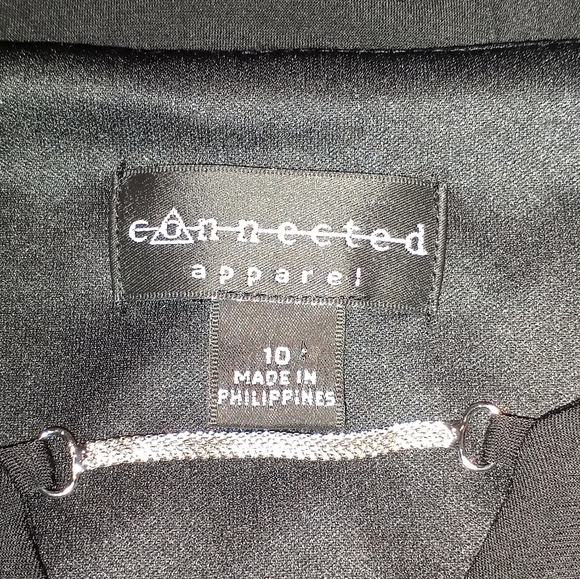 connected
apparel
10
MADE IN
PHILIPPINES